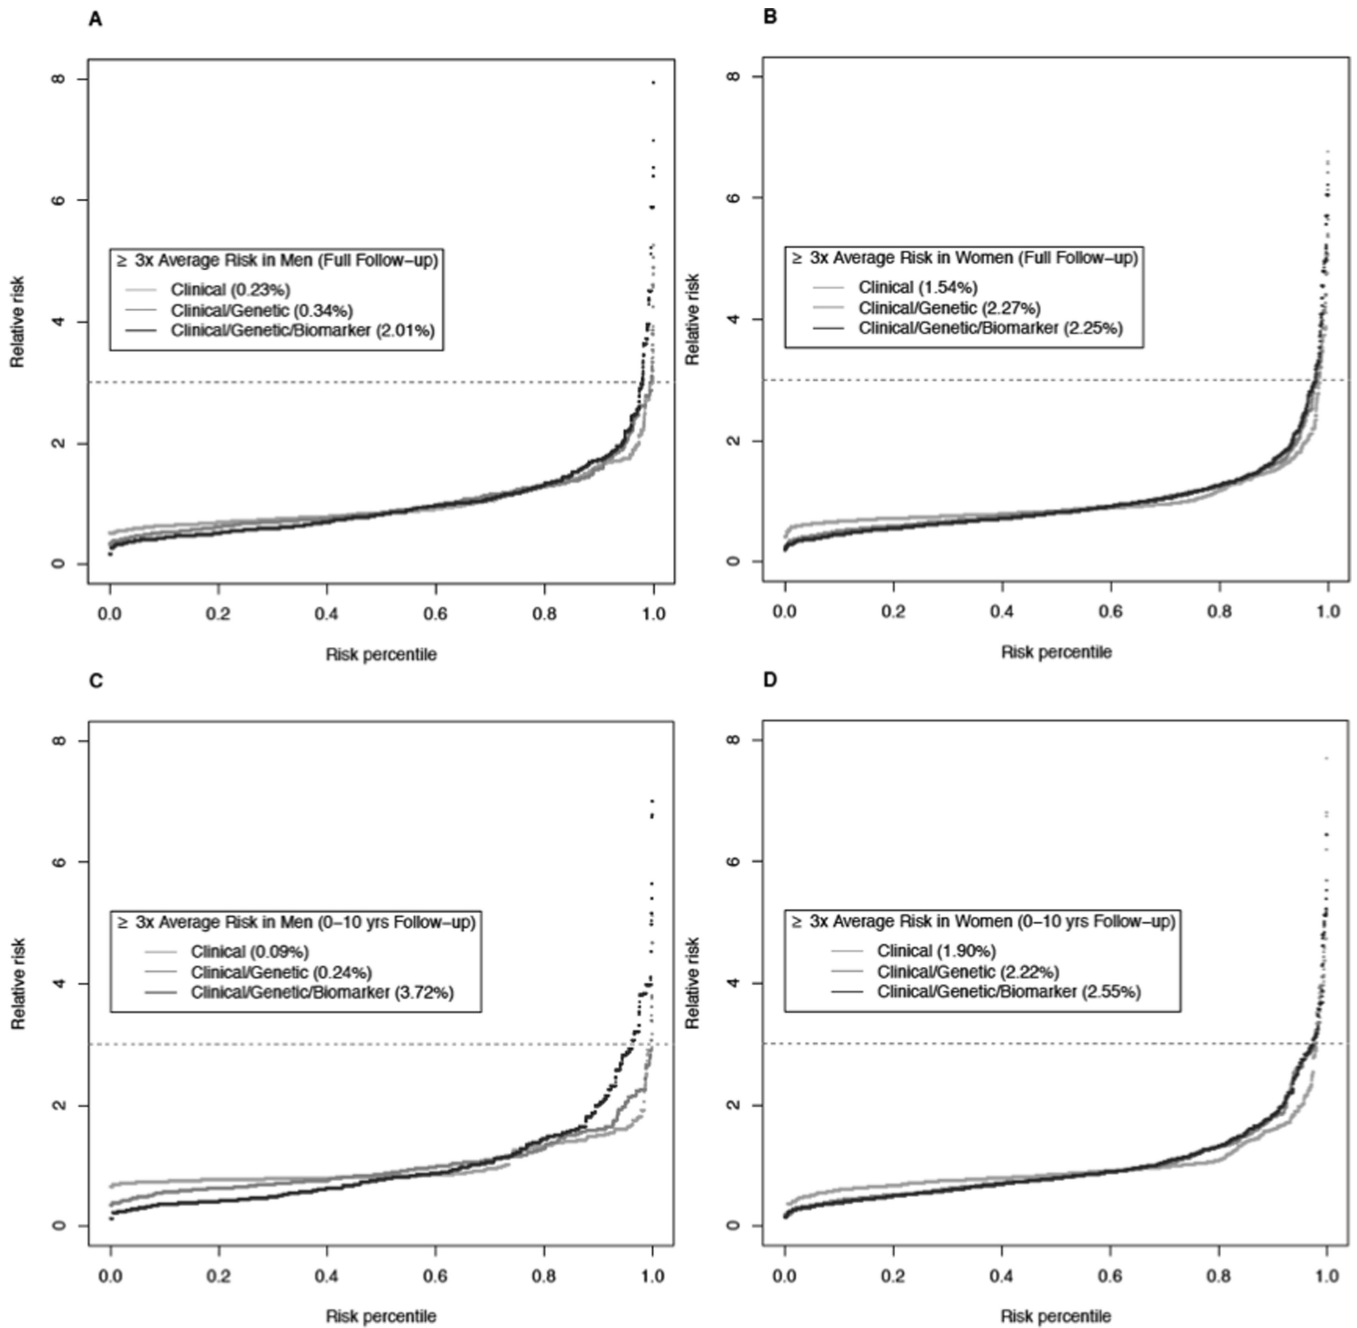 A
8
6
4
2
0
Relative risk
≥ 3x Average Risk in Men (Full Follow−up)
Clinical (0.23%)
Clinical/Genetic (0.34%)
Clinical/Genetic/Biomarker (2.01%)
0.0 0.2 0.4 0.6 0.8 1.0
Risk percentile
B
8
6
4
2
0
Relative risk
≥ 3x Average Risk in Women (Full Follow−up)
Clinical (1.54%)
Clinical/Genetic (2.27%)
Clinical/Genetic/Biomarker (2.25%)
0.0 0.2 0.4 0.6 0.8 1.0
Risk percentile
C
8
6
4
2
0
Relative risk
≥ 3x Average Risk in Men (0−10 yrs Follow−up)
Clinical (0.09%)
Clinical/Genetic (0.24%)
Clinical/Genetic/Biomarker (3.72%)
0.0 0.2 0.4 0.6 0.8 1.0
Risk percentile
D
8
6
4
2
0
Relative risk
≥ 3x Average Risk in Women (0−10 yrs Follow−up)
Clinical (1.90%)
Clinical/Genetic (2.22%)
Clinical/Genetic/Biomarker (2.55%)
0.0 0.2 0.4 0.6 0.8 1.0
Risk percentile